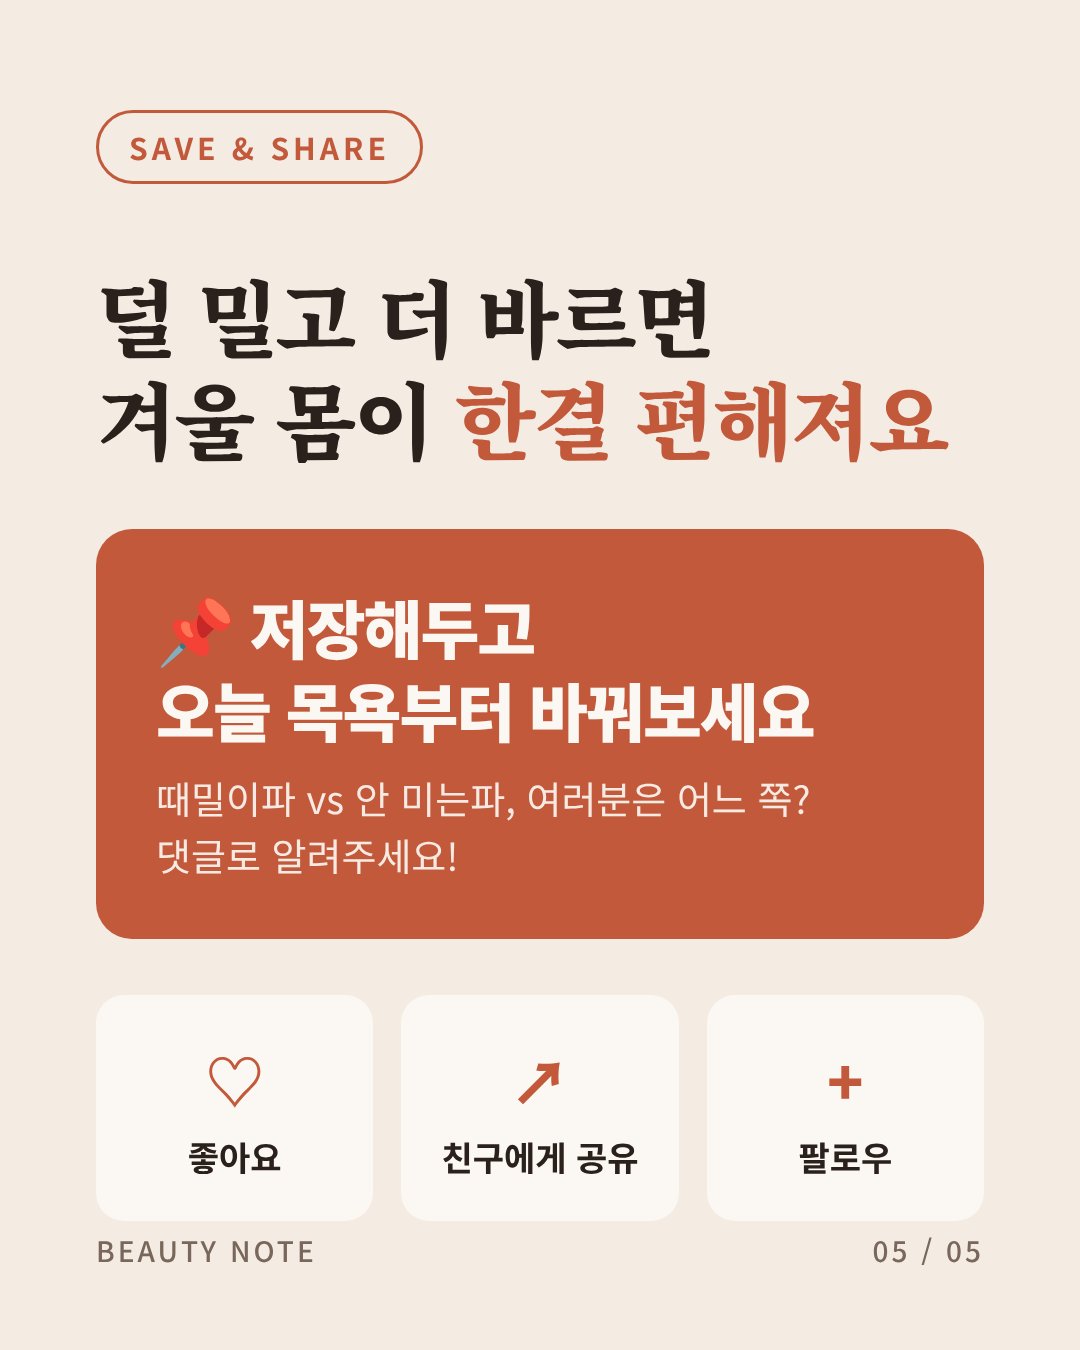 SAVE & SHARE
덜 밀고 더 바르면
겨울 몸이 한결 편해져요
📌 저장해두고
오늘 목욕부터 바꿔보세요
때밀이파 vs 안 미는파, 여러분은 어느 쪽?
댓글로 알려주세요!
♡
↗
+
좋아요
친구에게 공유
팔로우
BEAUTY NOTE
05 / 05